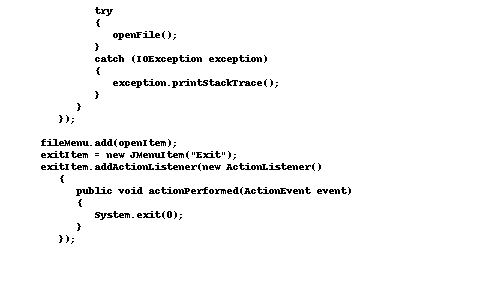 try
{
openFile();
}
catch (IOException exception)
{
exception.printStackTrace();
}
}
});
fileMenu.add(openItem);
exitItem = new JMenuItem("Exit");
exitItem.addActionListener(new ActionListener()
{
public void actionPerformed(ActionEvent event)
{
System.exit(0);
}
});